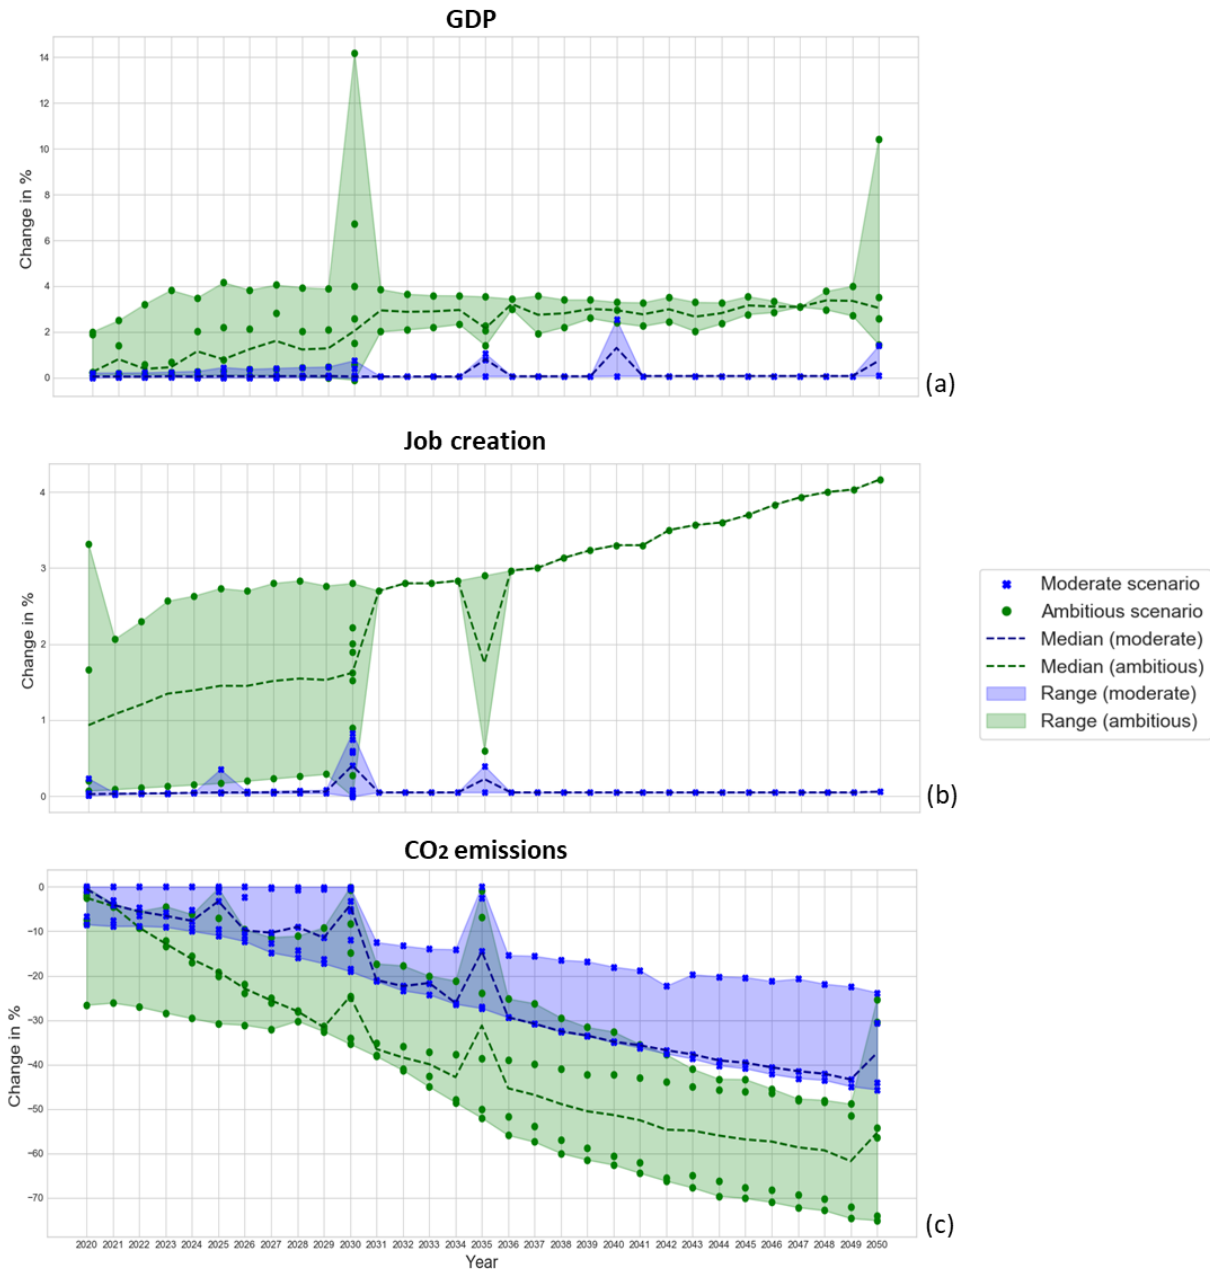 GDP
14
12
10
8
6
4
2
0
Change in %
(a)
Job creation
4
3
2
1
0
Change in %
(b)
Moderate scenario
Ambitious scenario
Median (moderate)
Median (ambitious)
Range (moderate)
Range (ambitious)
CO2 emissions
0
−10
−20
−30
−40
−50
−60
−70
Change in %
(c)
2020 2021 2022 2023 2024 2025 2026 2027 2028 2029 2030 2031 2032 2033 2034 2035 2036 2037 2038 2039 2040 2041 2042 2043 2044 2045 2046 2047 2048 2049 2050
Year